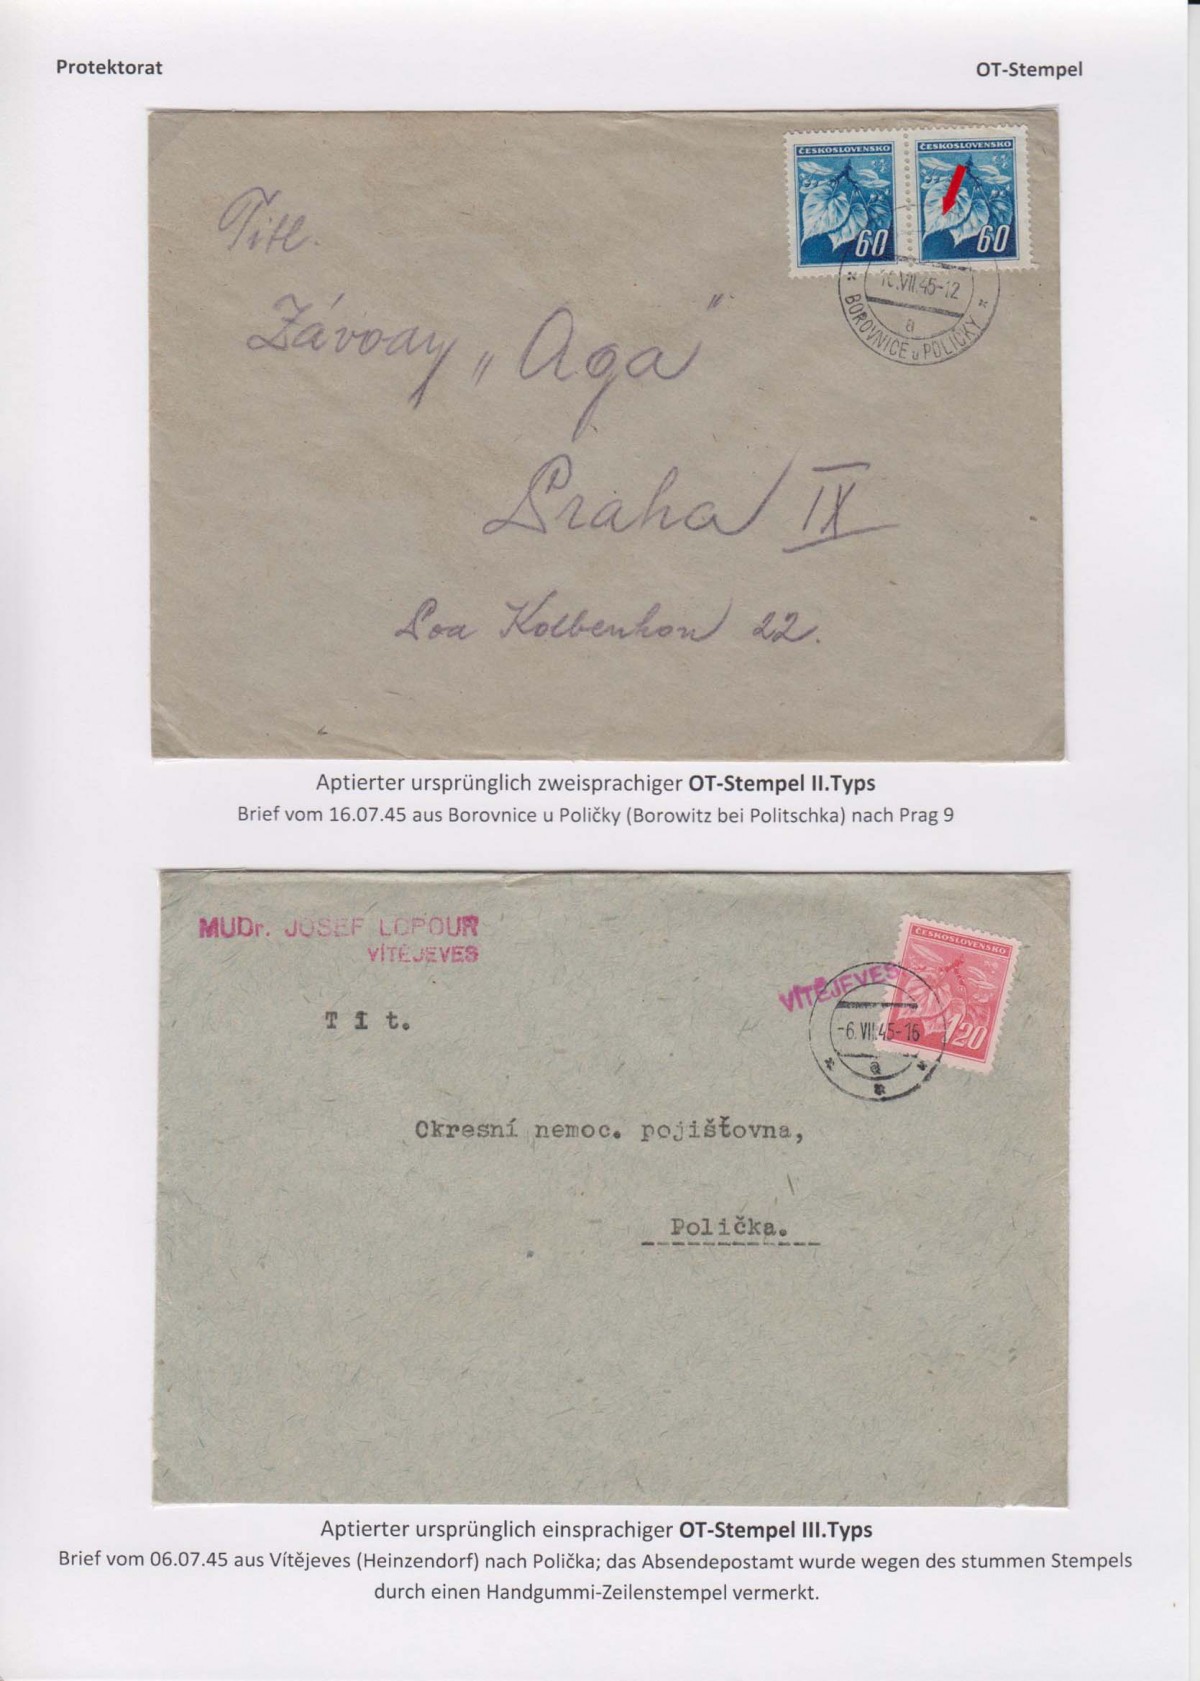 Protektorat
OT-Stempel
ČESKOSLOVENSKO ČESKOSLOVENSKO
60 60
16.VII.45-12
a
BOROVNICE u POLIČKY
Titl.
Závody „Aga"
Praha IX
Poa Kolbenkou 22.
Aptierter ursprünglich zweisprachiger OT-Stempel II.Typs
Brief vom 16.07.45 aus Borovnice u Poličky (Borowitz bei Politschka) nach Prag 9
MUDr. JOSEF LOPOUR
VÍTĚJEVES
ČESKOSLOVENSKO
1.20
VÍTĚJEVES
-6.VII.45-16
a
Tit.
Okresní nemoc. pojišťovna,
Polička.
Aptierter ursprünglich einsprachiger OT-Stempel III.Typs
Brief vom 06.07.45 aus Vítějeves (Heinzendorf) nach Polička; das Absendepostamt wurde wegen des stummen Stempels
durch einen Handgummi-Zeilenstempel vermerkt.